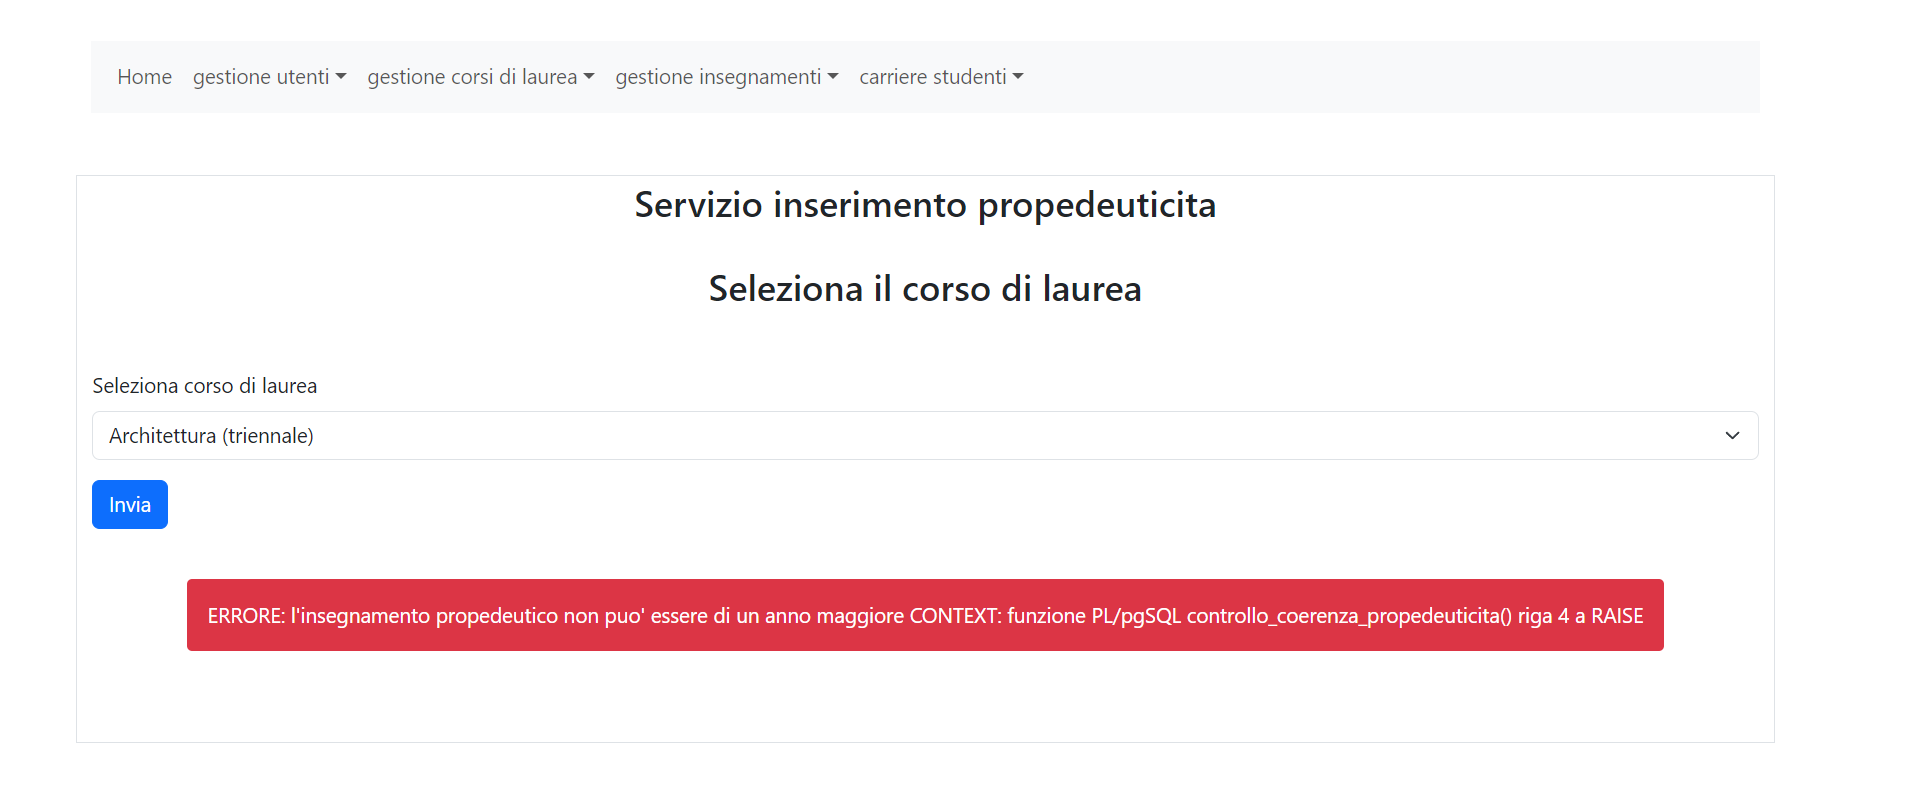 Home gestione utenti gestione corsi di laurea gestione insegnamenti carriere studenti
Servizio inserimento propedeuticita
Seleziona il corso di laurea
Seleziona corso di laurea
Architettura (triennale)
Invia
ERRORE: l'insegnamento propedeutico non puo' essere di un anno maggiore CONTEXT: funzione PL/pgSQL controllo_coerenza_propedeuticita() riga 4 a RAISE